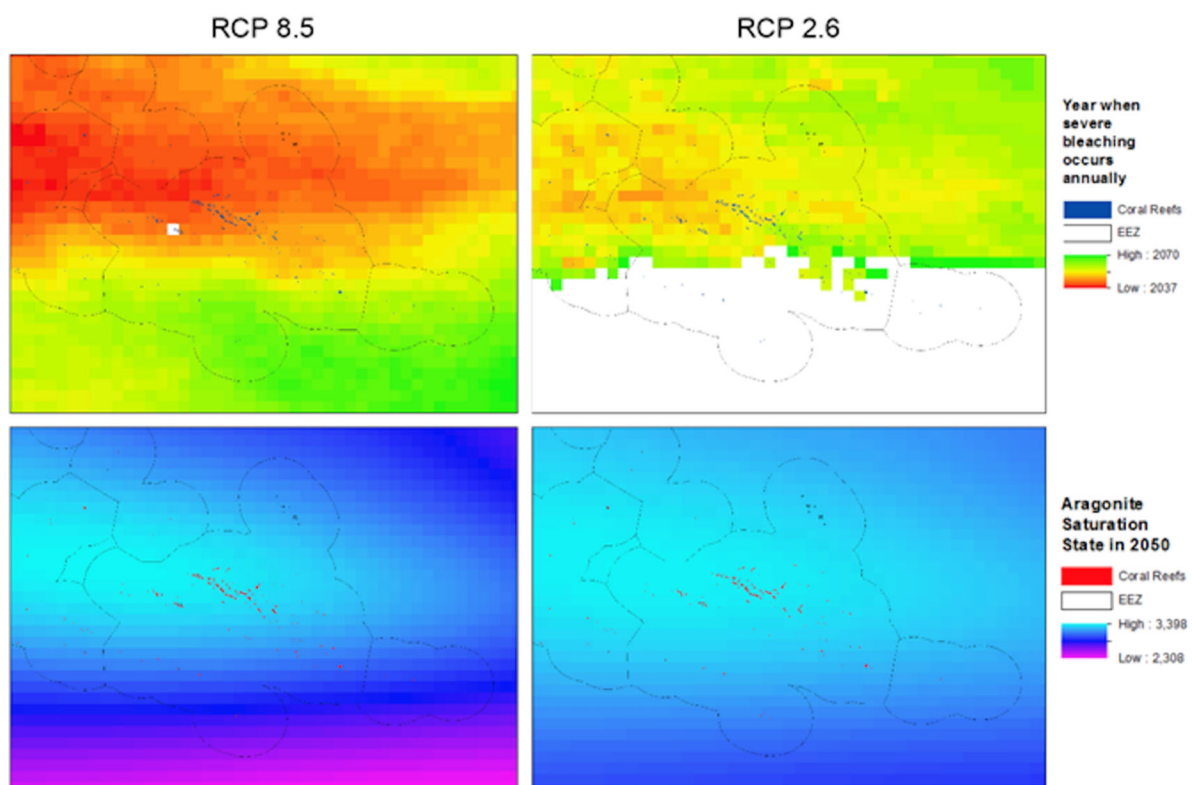 RCP 8.5
RCP 2.6
Year when
severe
bleaching
occurs
annually
Coral Reefs
EEZ
High : 2070
Low : 2037
Aragonite
Saturation
State in 2050
Coral Reefs
EEZ
High : 3,398
Low : 2,308